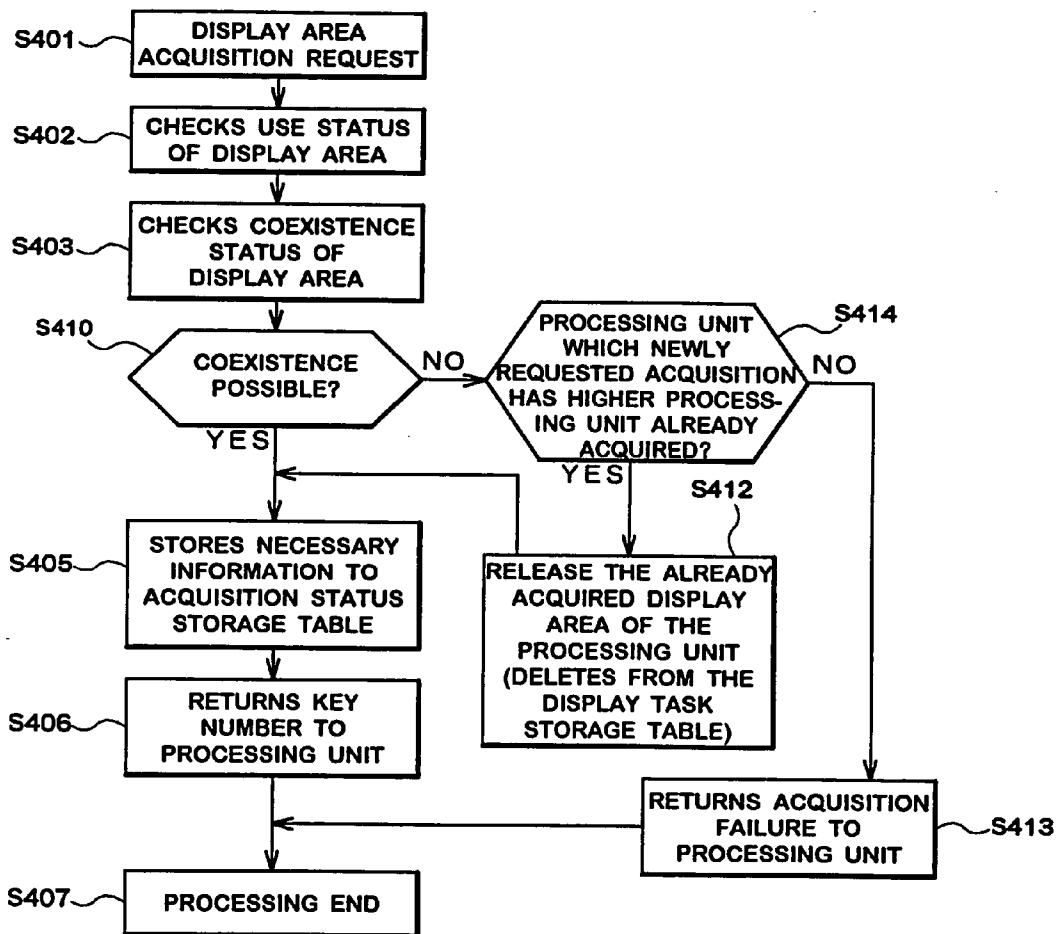 S401
DISPLAY AREA
ACQUISITION REQUEST
S402
CHECKS USE STATUS
OF DISPLAY AREA
S403
CHECKS COEXISTENCE
STATUS OF
DISPLAY AREA
S410
COEXISTENCE
POSSIBLE?
NO
YES
S414
PROCESSING UNIT
WHICH NEWLY
REQUESTED ACQUISITION
HAS HIGHER PROCESS-
ING UNIT ALREADY
ACQUIRED?
NO
YES
S412
RELEASE THE ALREADY
ACQUIRED DISPLAY
AREA OF THE
PROCESSING UNIT
(DELETES FROM THE
DISPLAY TASK
STORAGE TABLE)
S405
STORES NECESSARY
INFORMATION TO
ACQUISITION STATUS
STORAGE TABLE
S406
RETURNS KEY
NUMBER TO
PROCESSING UNIT
RETURNS ACQUISITION
FAILURE TO
PROCESSING UNIT
S413
S407
PROCESSING END